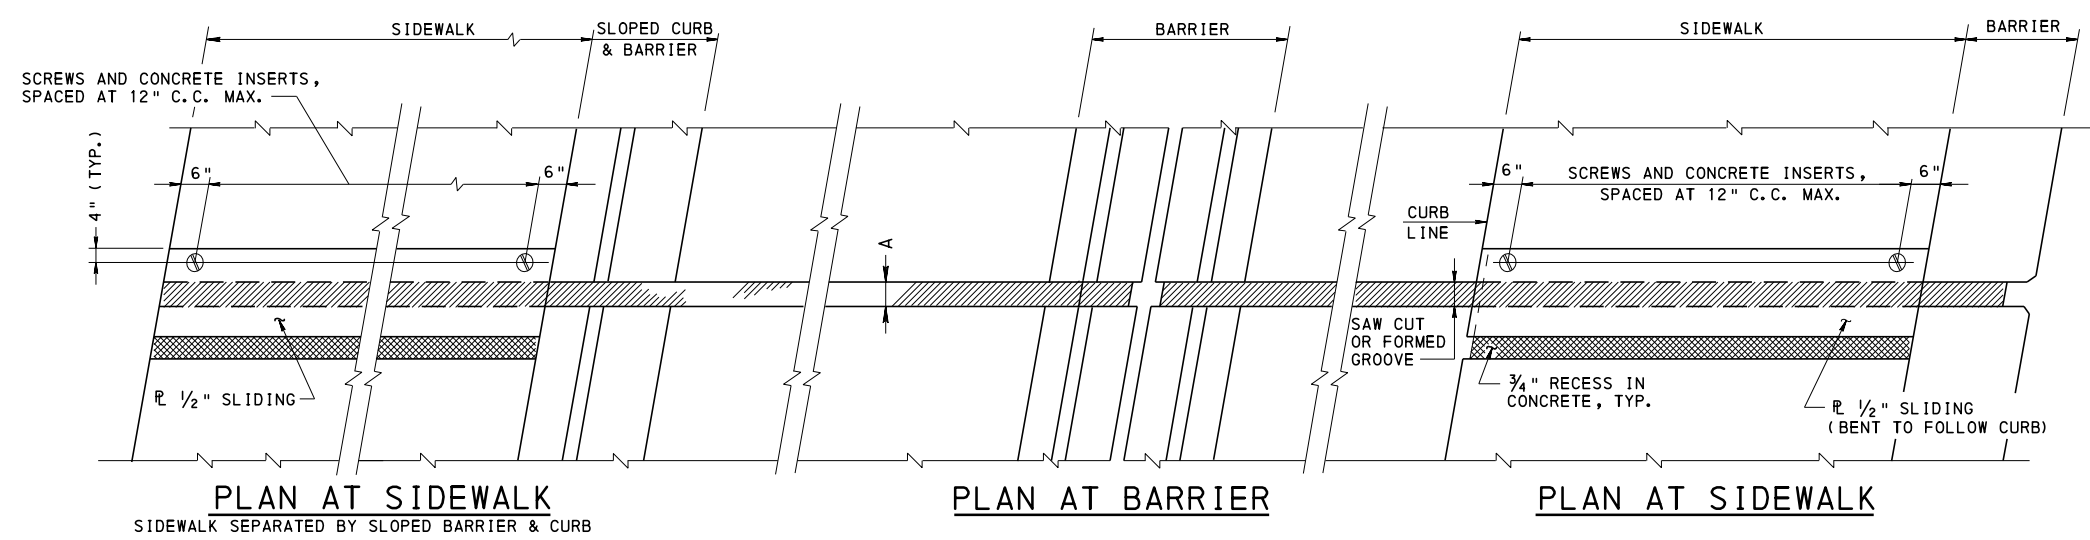 SIDEWALK
SLOPED CURB
& BARRIER
BARRIER
SIDEWALK
BARRIER
SCREWS AND CONCRETE INSERTS,
SPACED AT 12" C.C. MAX.
4" (TYP.)
6"
6"
A
6"
SCREWS AND CONCRETE INSERTS,
SPACED AT 12" C.C. MAX.
6"
CURB
LINE
SAW CUT
OR FORMED
GROOVE
℄ 1/2" SLIDING
3/4" RECESS IN
CONCRETE, TYP.
℄ 1/2" SLIDING
(BENT TO FOLLOW CURB)
PLAN AT SIDEWALK
SIDEWALK SEPARATED BY SLOPED BARRIER & CURB
PLAN AT BARRIER
PLAN AT SIDEWALK